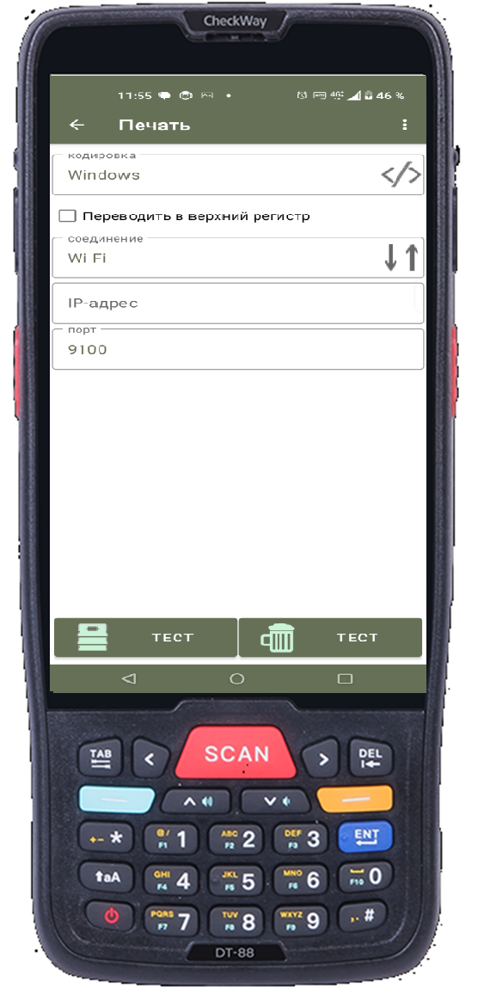 CheckWay
11:55 4G 46 %
Печать
кодировка
Windows </>
Переводить в верхний регистр
соединение
Wi Fi
IP-адрес
порт
9100
ТЕСТ ТЕСТ
TAB < SCAN > DEL
+- * @/ F1 1 ABC F2 2 DEF F3 3 ENT
aA GHI F4 4 JKL F5 5 MNO F6 6 F10 0
PQRS F7 7 TUV F8 8 WXYZ F9 9 ,. #
DT-88